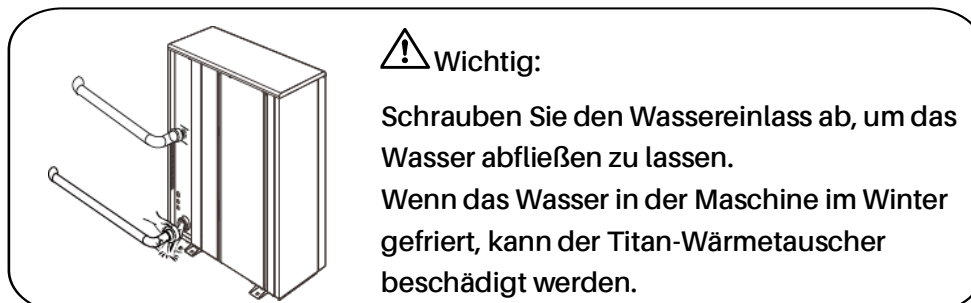 Wichtig:
Schrauben Sie den Wassereinlass ab, um das
Wasser abfließen zu lassen.
Wenn das Wasser in der Maschine im Winter
gefriert, kann der Titan-Wärmetauscher
beschädigt werden.